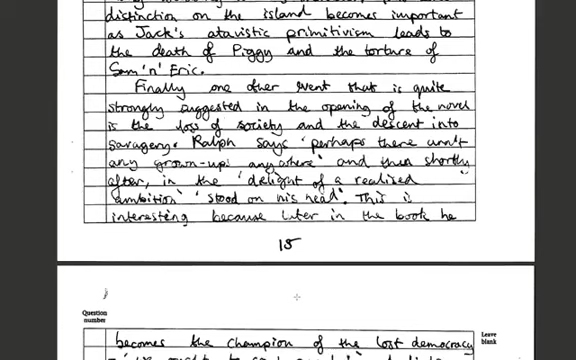 distinction on the island becomes important
as Jack's atavistic primitivism leads to
the death of Piggy and the torture of
Sam 'n' Eric.
Finally one other event that is quite
strongly suggested in the opening of the novel
is the loss of society and the descent into
savagery. Ralph says 'perhaps there aren't
any grown-ups anywhere' and then shortly
after, in the 'delight of a realised
ambition' 'stood on his head'. This is
interesting because later in the book he
15
Question
number
Leave
blank
becomes the champion of the lost democracy